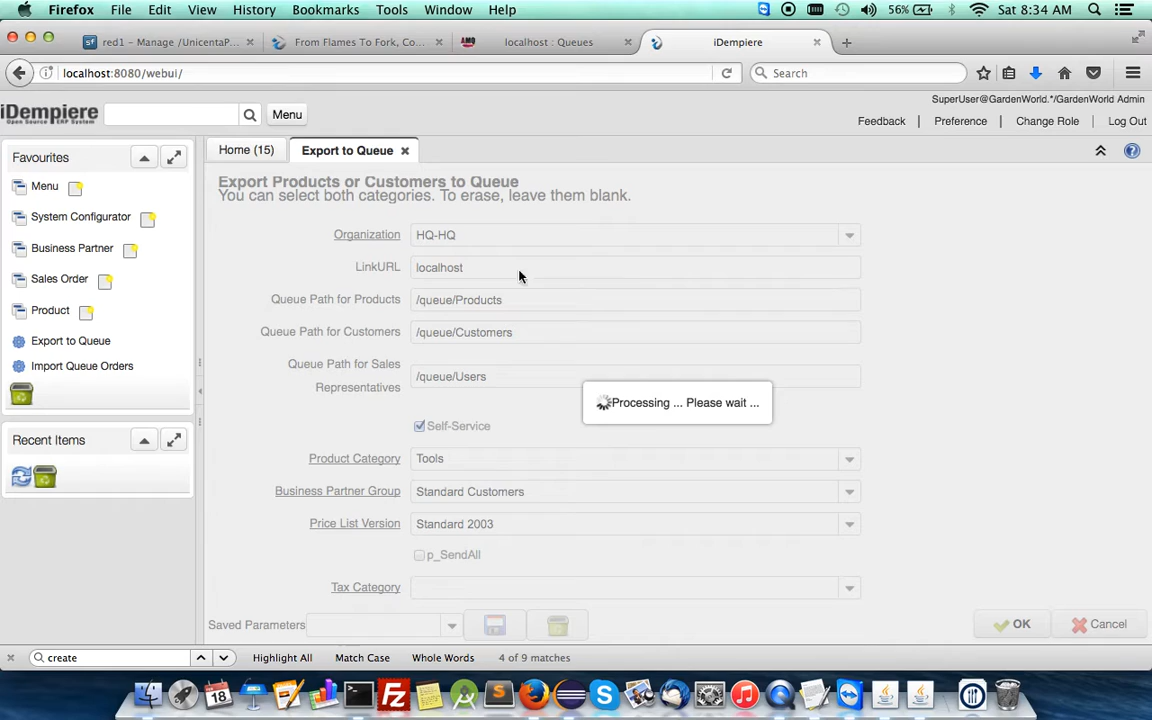 Firefox File Edit View History Bookmarks Tools Window Help 56% Sat 8:34 AM
sf red1 - Manage /UnicentaP... × From Flames To Fork, Co... × AMQ localhost : Queues × iDempiere × +
localhost:8080/webui/ Search
iDempiere Menu SuperUser@GardenWorld.*/GardenWorld Admin
Open Source ERP System Feedback Preference Change Role Log Out
Favourites Home (15) Export to Queue ×
Menu
System Configurator
Business Partner
Sales Order
Product
Export to Queue
Import Queue Orders
Recent Items
Export Products or Customers to Queue
You can select both categories. To erase, leave them blank.
Organization HQ-HQ
LinkURL localhost
Queue Path for Products /queue/Products
Queue Path for Customers /queue/Customers
Queue Path for Sales
Representatives /queue/Users
Processing ... Please wait ...
Self-Service
Product Category Tools
Business Partner Group Standard Customers
Price List Version Standard 2003
p_SendAll
Tax Category
Saved Parameters OK Cancel
create Highlight All Match Case Whole Words 4 of 9 matches
18